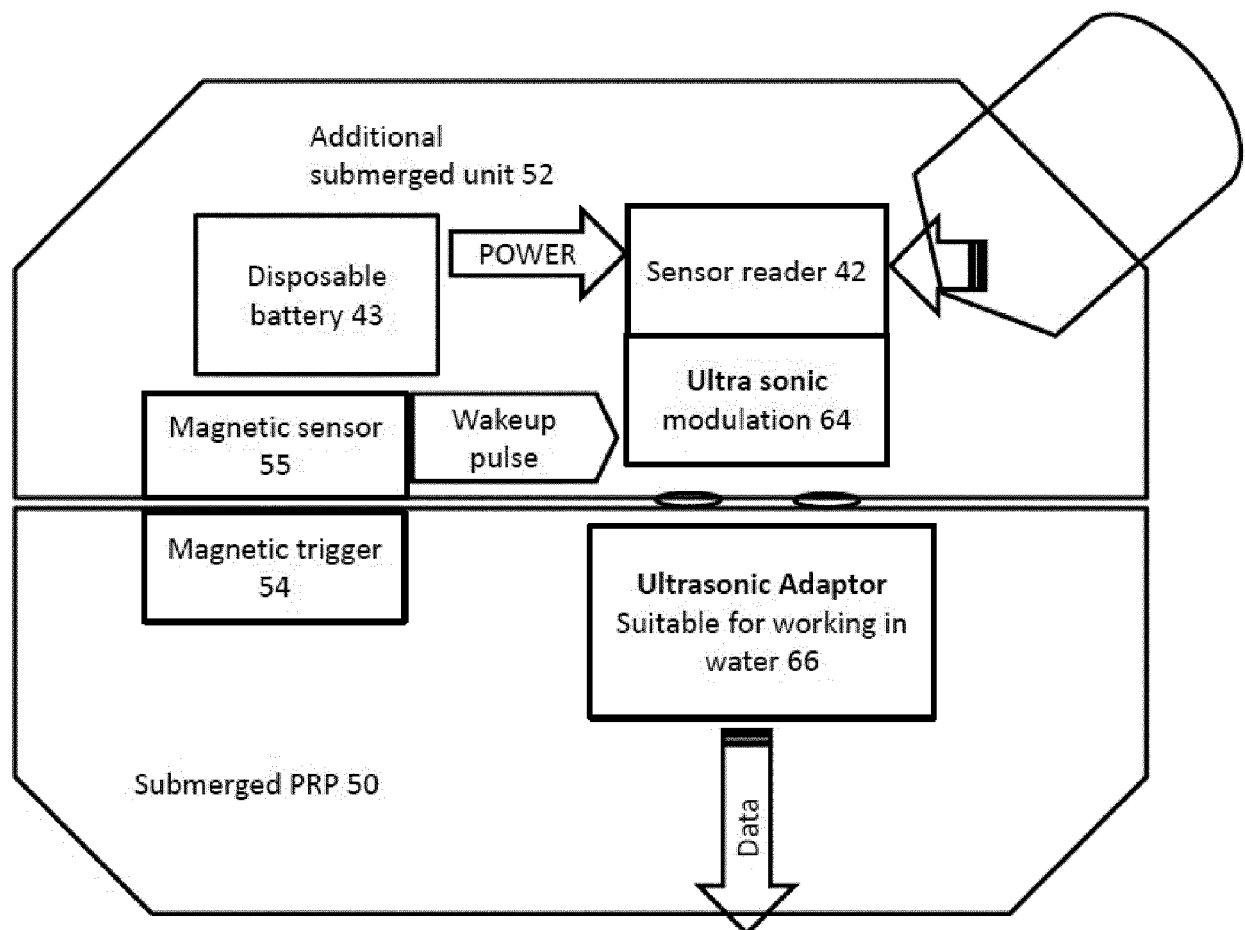 Additional
submerged unit 52
POWER
Disposable
battery 43
Sensor reader 42
Ultra sonic
modulation 64
Magnetic sensor
55
Wakeup
pulse
Magnetic trigger
54
Ultrasonic Adaptor
Suitable for working in
water 66
Submerged PRP 50
Data